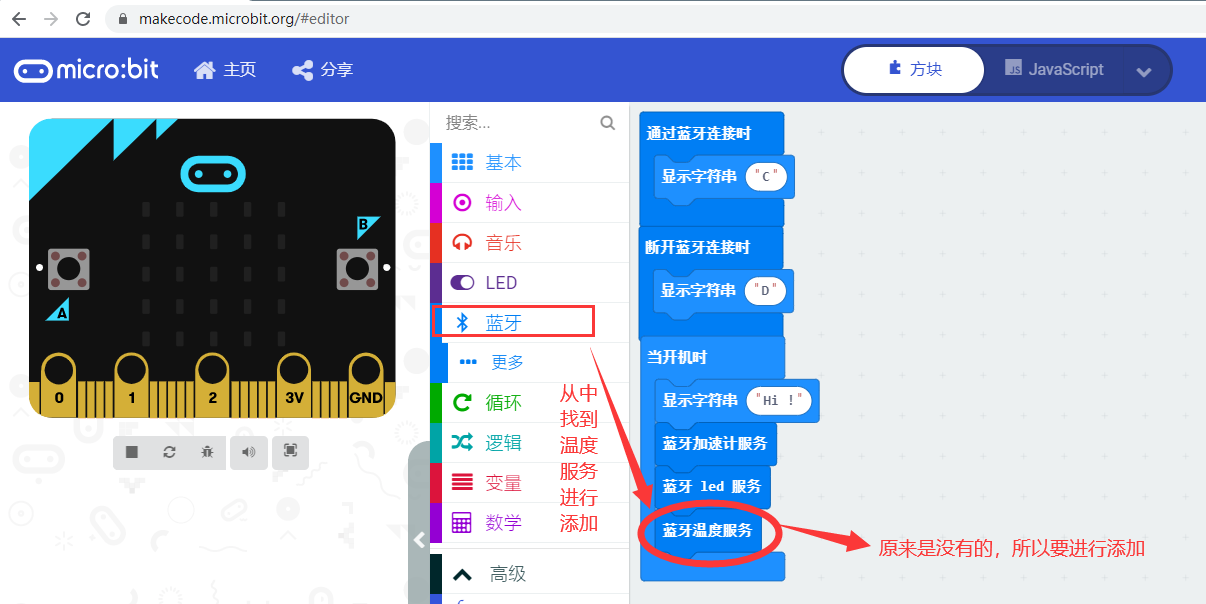 makecode.microbit.org/#editor
micro:bit
主页
分享
方块
JS
JavaScript
B
A
0
1
2
3V
GND
搜索...
基本
输入
音乐
LED
蓝牙
更多
循环
逻辑
变量
数学
高级
从中
找到
温度
服务
进行
添加
通过蓝牙连接时
显示字符串 "C"
断开蓝牙连接时
显示字符串 "D"
当开机时
显示字符串 "Hi !"
蓝牙加速计服务
蓝牙 led 服务
蓝牙温度服务
原来是没有的，所以要进行添加